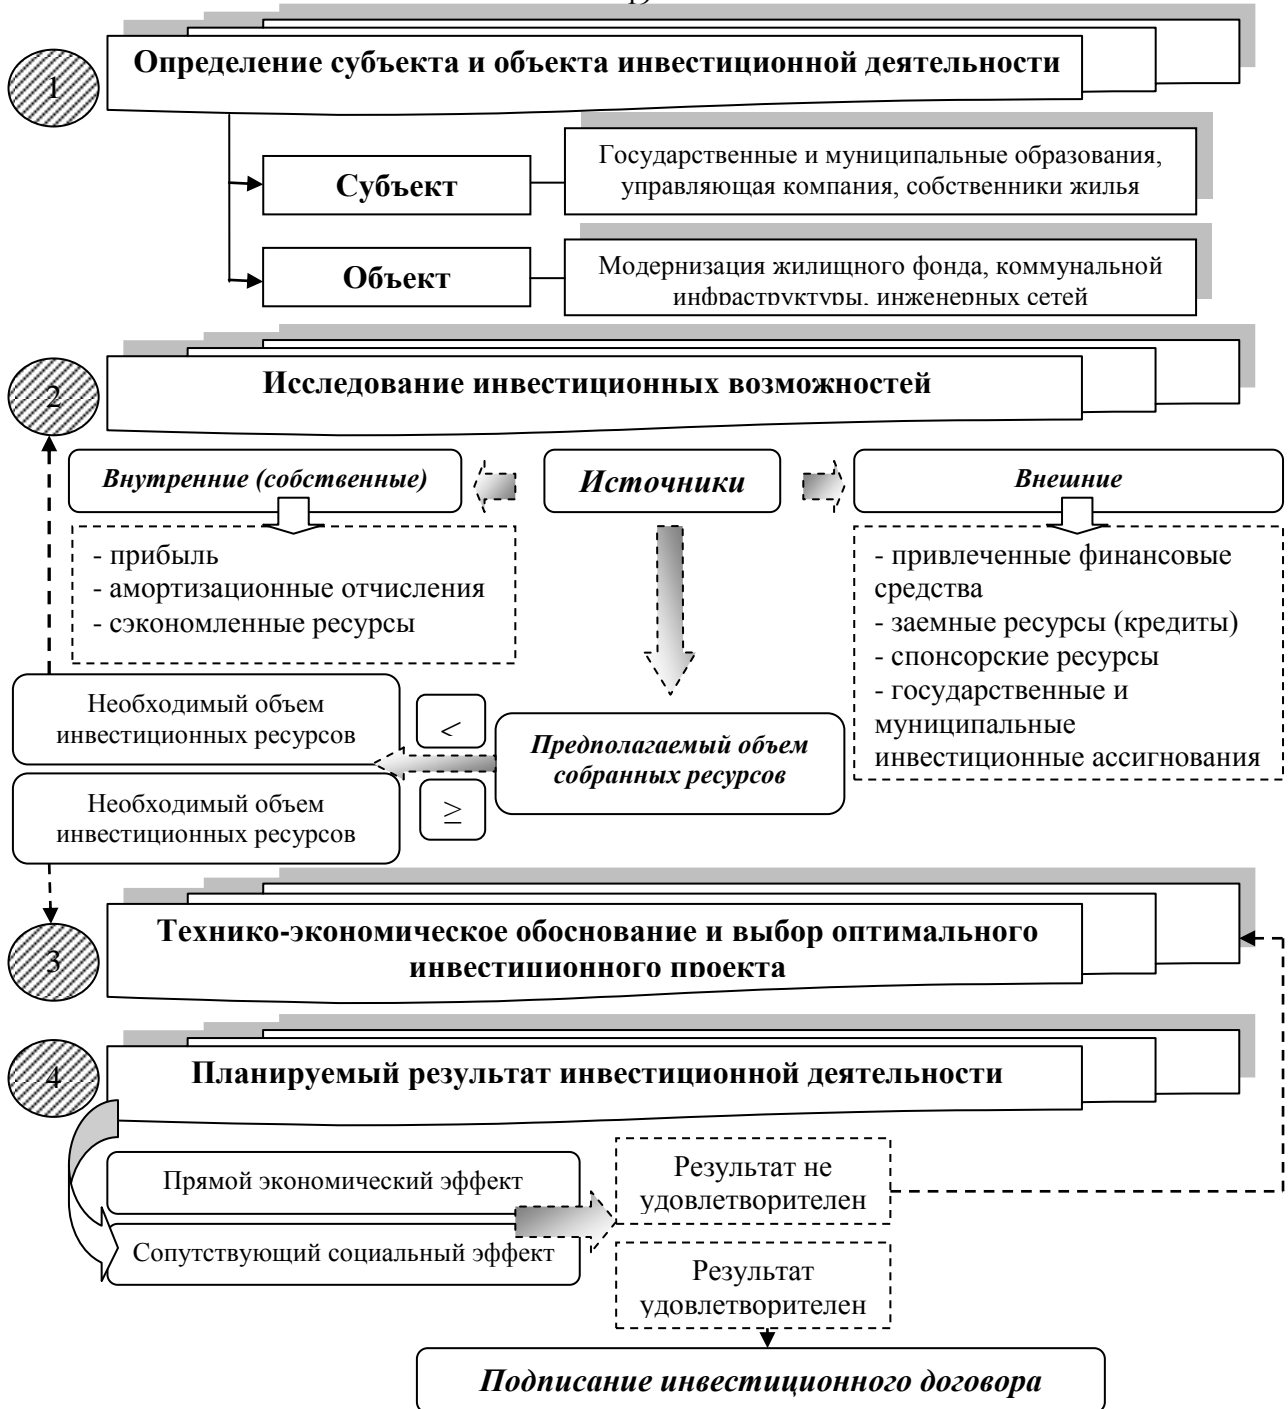 1
Определение субъекта и объекта инвестиционной деятельности
Субъект
Государственные и муниципальные образования,
управляющая компания, собственники жилья
Объект
Модернизация жилищного фонда, коммунальной
инфраструктуры, инженерных сетей
2
Исследование инвестиционных возможностей
Внутренние (собственные)
Источники
Внешние
- прибыль
- амортизационные отчисления
- сэкономленные ресурсы
- привлеченные финансовые
средства
- заемные ресурсы (кредиты)
- спонсорские ресурсы
- государственные и
муниципальные
инвестиционные ассигнования
Необходимый объем
инвестиционных ресурсов
<
Предполагаемый объем
собранных ресурсов
Необходимый объем
инвестиционных ресурсов
≥
3
Технико-экономическое обоснование и выбор оптимального
инвестиционного проекта
4
Планируемый результат инвестиционной деятельности
Прямой экономический эффект
Сопутствующий социальный эффект
Результат не
удовлетворителен
Результат
удовлетворителен
Подписание инвестиционного договора